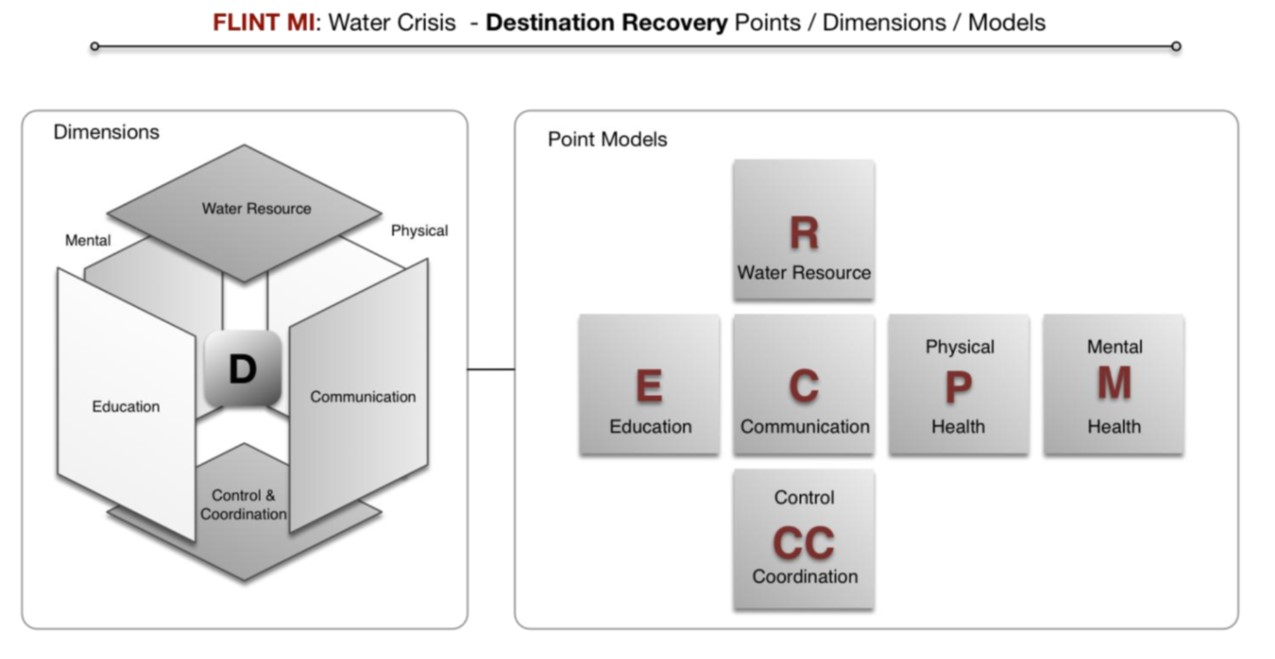 FLINT MI: Water Crisis - Destination Recovery Points / Dimensions / Models
Dimensions
Water Resource
Mental
Physical
D
Education
Communication
Control &
Coordination
Point Models
R
Water Resource
E
Education
C
Communication
Physical
P
Health
Mental
M
Health
Control
CC
Coordination